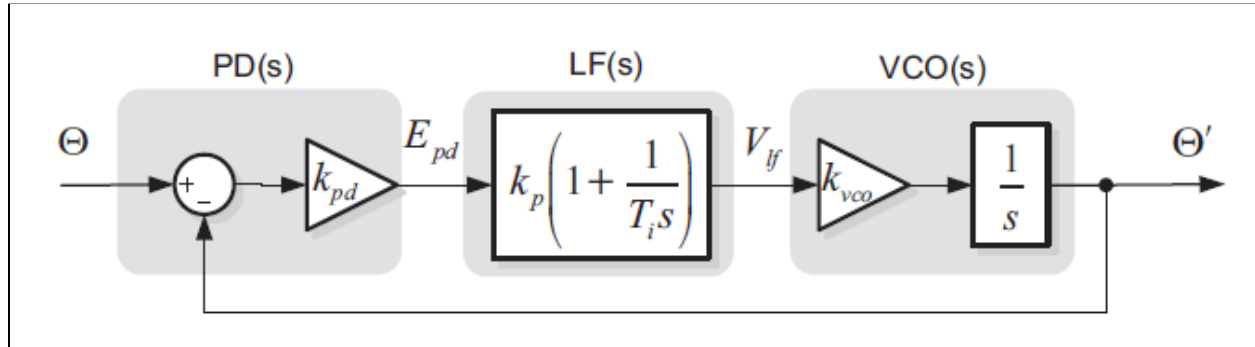 PD(s) LF(s) VCO(s)
Θ + − k_pd E_pd k_p(1 + 1/(T_i s)) V_lf k_vco 1/s Θ′